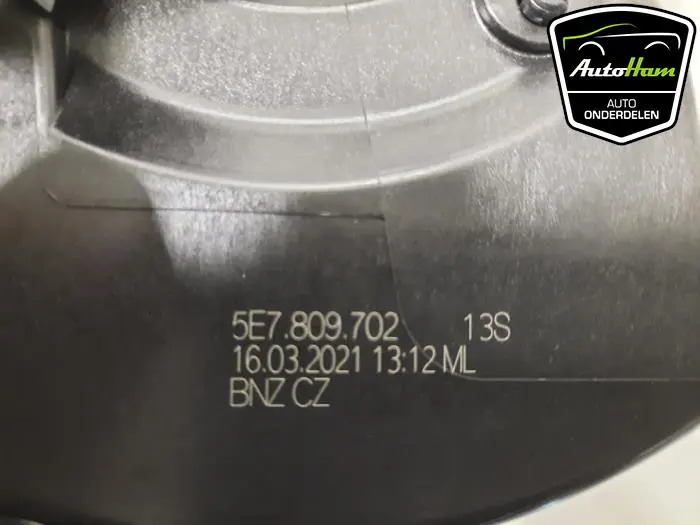 AutoHam
AUTO
ONDERDELEN
5E7.809.702 13S
16.03.2021 13:12 ML
BNZ CZ